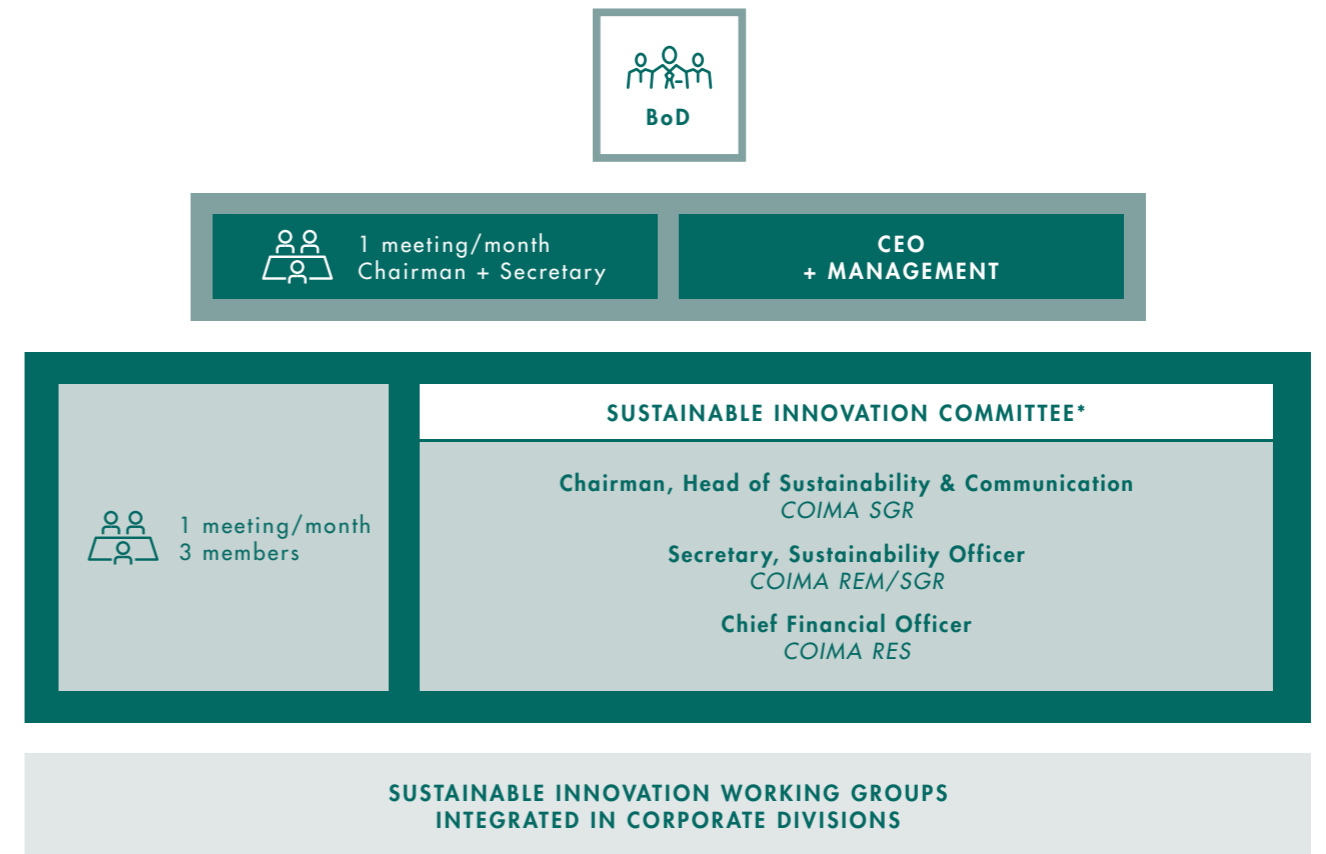 BoD
1 meeting/month
Chairman + Secretary
CEO
+ MANAGEMENT
1 meeting/month
3 members
SUSTAINABLE INNOVATION COMMITTEE*
Chairman, Head of Sustainability & Communication
COIMA SGR
Secretary, Sustainability Officer
COIMA REM/SGR
Chief Financial Officer
COIMA RES
SUSTAINABLE INNOVATION WORKING GROUPS
INTEGRATED IN CORPORATE DIVISIONS